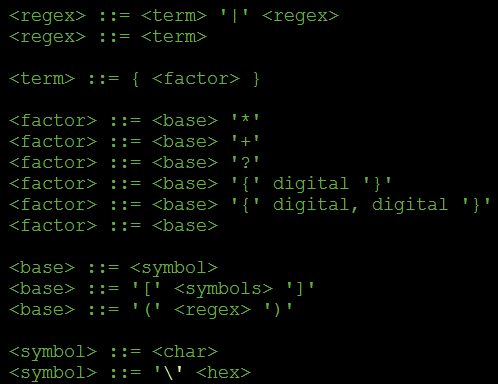 <regex> ::= <term> '|' <regex>
<regex> ::= <term>
<term> ::= { <factor> }
<factor> ::= <base> '*'
<factor> ::= <base> '+'
<factor> ::= <base> '?'
<factor> ::= <base> '{' digital '}'
<factor> ::= <base> '{' digital, digital '}'
<factor> ::= <base>
<base> ::= <symbol>
<base> ::= '[' <symbols> ']'
<base> ::= '(' <regex> ')'
<symbol> ::= <char>
<symbol> ::= '\' <hex>